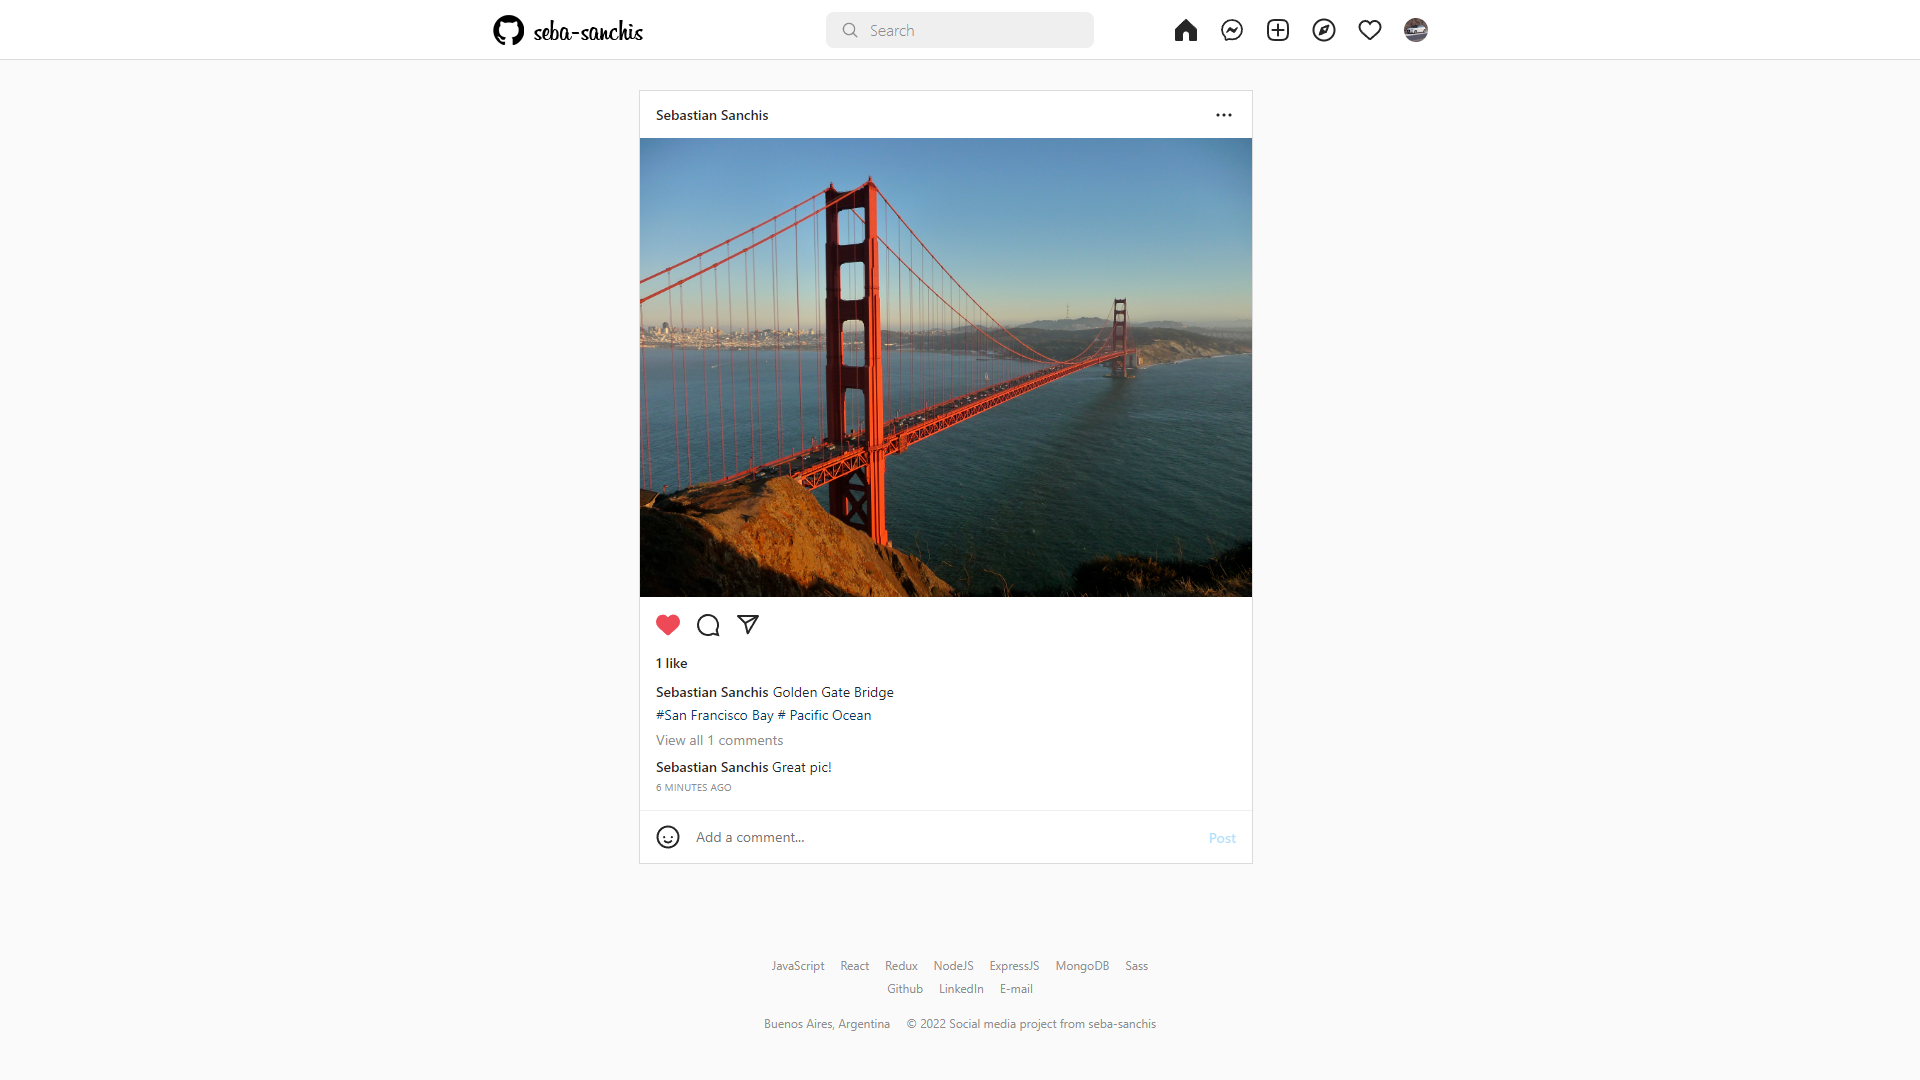 seba-sanchis
Search
Sebastian Sanchis
1 like
Sebastian Sanchis Golden Gate Bridge
#San Francisco Bay # Pacific Ocean
View all 1 comments
Sebastian Sanchis Great pic!
6 MINUTES AGO
Add a comment...
Post
JavaScript React Redux NodeJS ExpressJS MongoDB Sass
Github LinkedIn E-mail
Buenos Aires, Argentina © 2022 Social media project from seba-sanchis